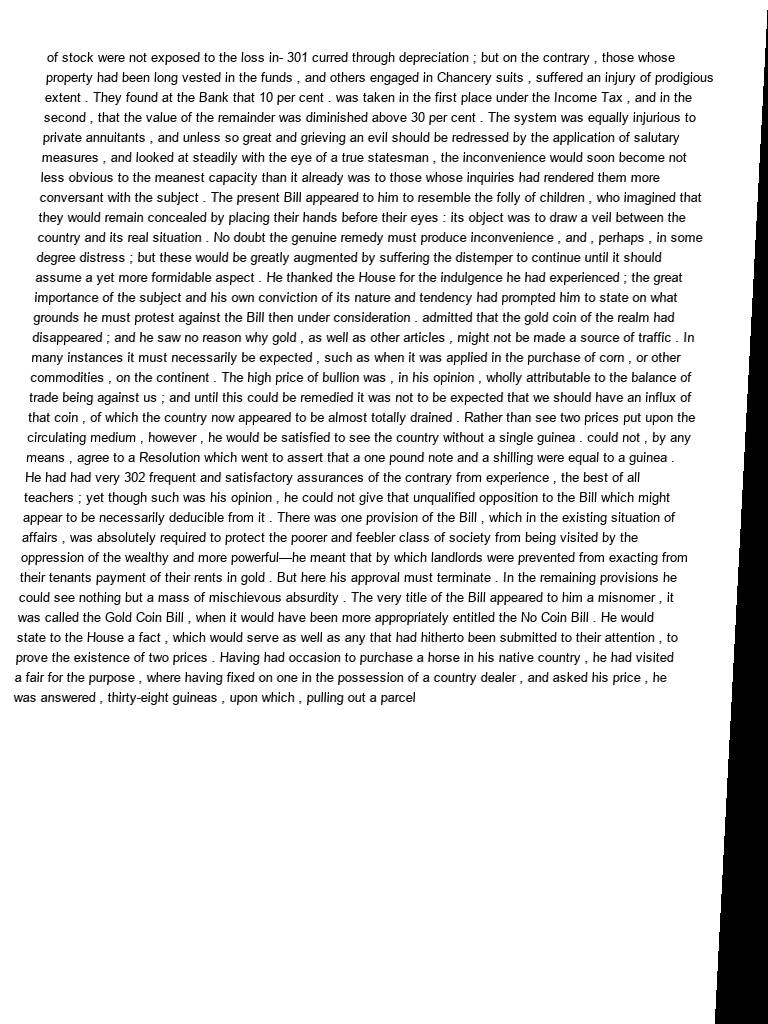 of stock were not exposed to the loss in- 301 curred through depreciation ; but on the contrary , those whose
property had been long vested in the funds , and others engaged in Chancery suits , suffered an injury of prodigious
extent . They found at the Bank that 10 per cent . was taken in the first place under the Income Tax , and in the
second , that the value of the remainder was diminished above 30 per cent . The system was equally injurious to
private annuitants , and unless so great and grieving an evil should be redressed by the application of salutary
measures , and looked at steadily with the eye of a true statesman , the inconvenience would soon become not
less obvious to the meanest capacity than it already was to those whose inquiries had rendered them more
conversant with the subject . The present Bill appeared to him to resemble the folly of children , who imagined that
they would remain concealed by placing their hands before their eyes : its object was to draw a veil between the
country and its real situation . No doubt the genuine remedy must produce inconvenience , and , perhaps , in some
degree distress ; but these would be greatly augmented by suffering the distemper to continue until it should
assume a yet more formidable aspect . He thanked the House for the indulgence he had experienced ; the great
importance of the subject and his own conviction of its nature and tendency had prompted him to state on what
grounds he must protest against the Bill then under consideration . admitted that the gold coin of the realm had
disappeared ; and he saw no reason why gold , as well as other articles , might not be made a source of traffic . In
many instances it must necessarily be expected , such as when it was applied in the purchase of corn , or other
commodities , on the continent . The high price of bullion was , in his opinion , wholly attributable to the balance of
trade being against us ; and until this could be remedied it was not to be expected that we should have an influx of
that coin , of which the country now appeared to be almost totally drained . Rather than see two prices put upon the
circulating medium , however , he would be satisfied to see the country without a single guinea . could not , by any
means , agree to a Resolution which went to assert that a one pound note and a shilling were equal to a guinea .
He had had very 302 frequent and satisfactory assurances of the contrary from experience , the best of all
teachers ; yet though such was his opinion , he could not give that unqualified opposition to the Bill which might
appear to be necessarily deducible from it . There was one provision of the Bill , which in the existing situation of
affairs , was absolutely required to protect the poorer and feebler class of society from being visited by the
oppression of the wealthy and more powerful—he meant that by which landlords were prevented from exacting from
their tenants payment of their rents in gold . But here his approval must terminate . In the remaining provisions he
could see nothing but a mass of mischievous absurdity . The very title of the Bill appeared to him a misnomer , it
was called the Gold Coin Bill , when it would have been more appropriately entitled the No Coin Bill . He would
state to the House a fact , which would serve as well as any that had hitherto been submitted to their attention , to
prove the existence of two prices . Having had occasion to purchase a horse in his native country , he had visited
a fair for the purpose , where having fixed on one in the possession of a country dealer , and asked his price , he
was answered , thirty-eight guineas , upon which , pulling out a parcel